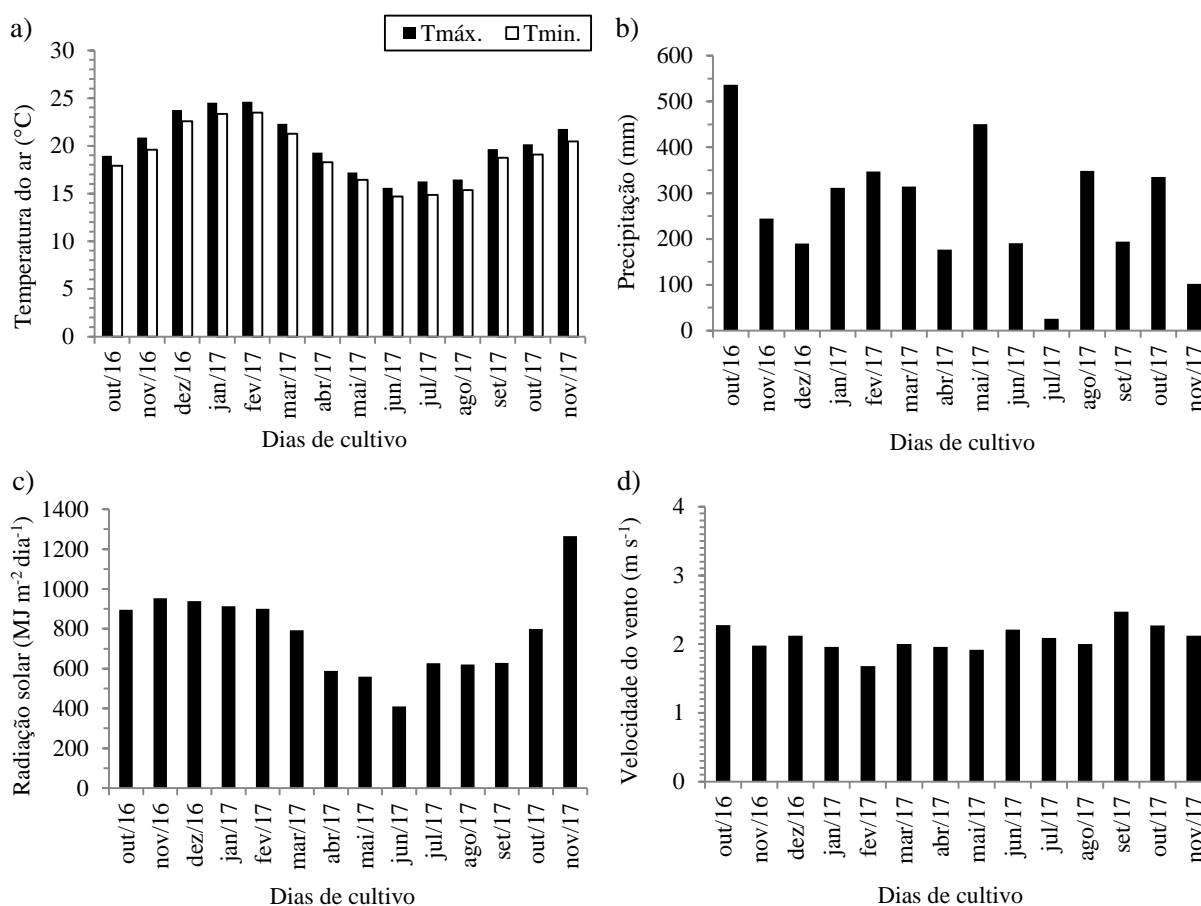 a)
Tmáx. Tmin.
Temperatura do ar (°C)
30
25
20
15
10
5
0
out/16 nov/16 dez/16 jan/17 fev/17 mar/17 abr/17 mai/17 jun/17 jul/17 ago/17 set/17 out/17 nov/17
Dias de cultivo
b)
Precipitação (mm)
600
500
400
300
200
100
0
out/16 nov/16 dez/16 jan/17 fev/17 mar/17 abr/17 mai/17 jun/17 jul/17 ago/17 set/17 out/17 nov/17
Dias de cultivo
c)
Radiação solar (MJ m⁻² dia⁻¹)
1400
1200
1000
800
600
400
200
0
out/16 nov/16 dez/16 jan/17 fev/17 mar/17 abr/17 mai/17 jun/17 jul/17 ago/17 set/17 out/17 nov/17
Dias de cultivo
d)
Velocidade do vento (m s⁻¹)
4
3
2
1
0
out/16 nov/16 dez/16 jan/17 fev/17 mar/17 abr/17 mai/17 jun/17 jul/17 ago/17 set/17 out/17 nov/17
Dias de cultivo